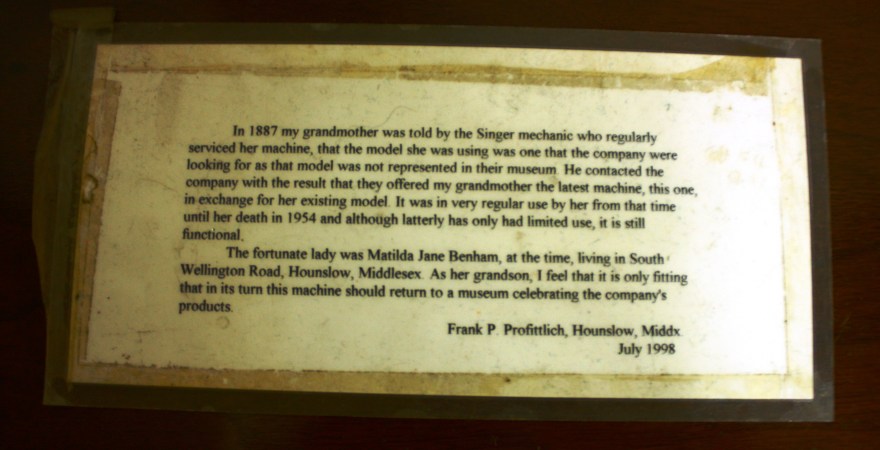 In 1887 my grandmother was told by the Singer mechanic who regularly
serviced her machine, that the model she was using was one that the company were
looking for as that model was not represented in their museum. He contacted the
company with the result that they offered my grandmother the latest machine, this one,
in exchange for her existing model. It was in very regular use by her from that time
until her death in 1954 and although latterly has only had limited use, it is still
functional.
The fortunate lady was Matilda Jane Benham, at the time, living in South
Wellington Road, Hounslow, Middlesex. As her grandson, I feel that it is only fitting
that in its turn this machine should return to a museum celebrating the company's
products.
Frank P. Profittlich, Hounslow, Middx.
July 1998